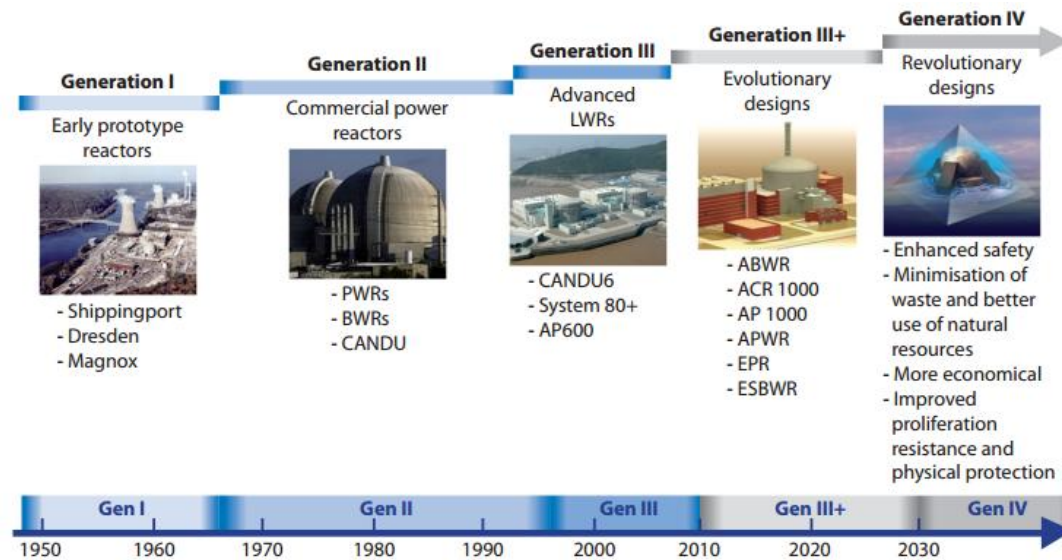 Generation I
Early prototype
reactors
- Shippingport
- Dresden
- Magnox
Generation II
Commercial power
reactors
- PWRs
- BWRs
- CANDU
Generation III
Advanced
LWRs
- CANDU6
- System 80+
- AP600
Generation III+
Evolutionary
designs
- ABWR
- ACR 1000
- AP 1000
- APWR
- EPR
- ESBWR
Generation IV
Revolutionary
designs
- Enhanced safety
- Minimisation of
waste and better
use of natural
resources
- More economical
- Improved
proliferation
resistance and
physical protection
Gen I
Gen II
Gen III
Gen III+
Gen IV
1950
1960
1970
1980
1990
2000
2010
2020
2030